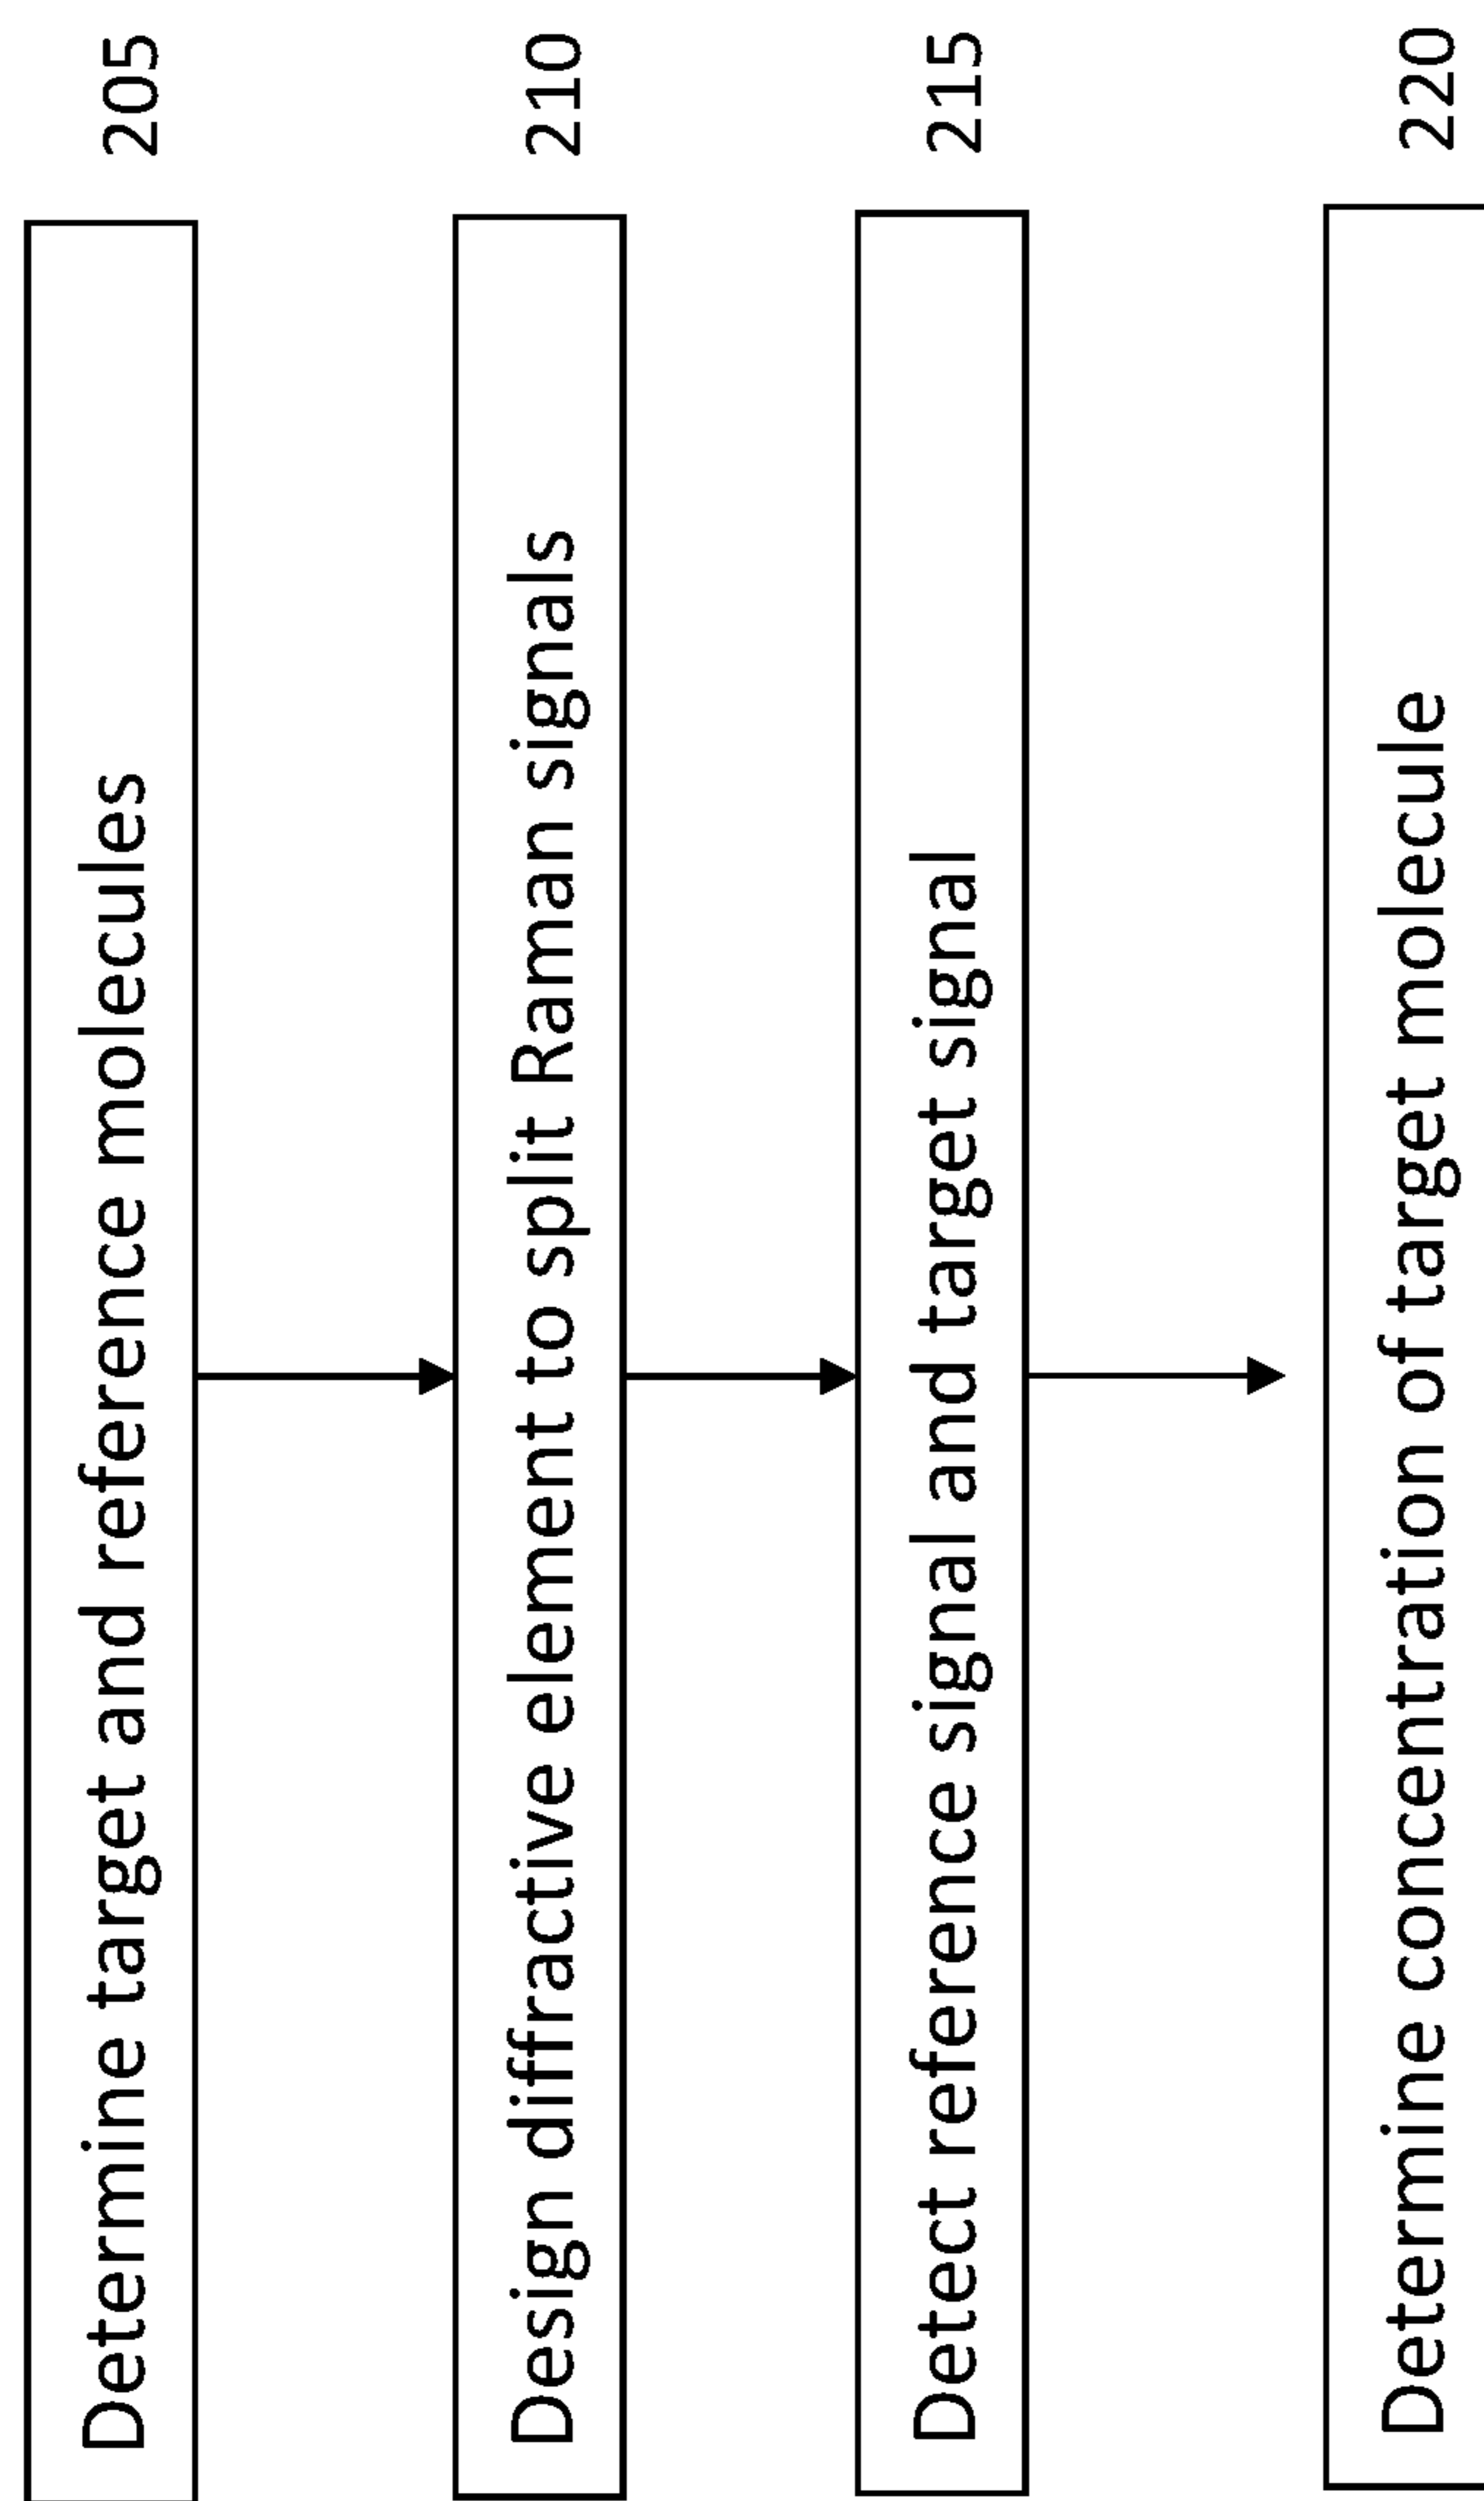 Determine target and reference molecules 205
Design diffractive element to split Raman signals 210
Detect reference signal and target signal 215
Determine concentration of target molecule 220